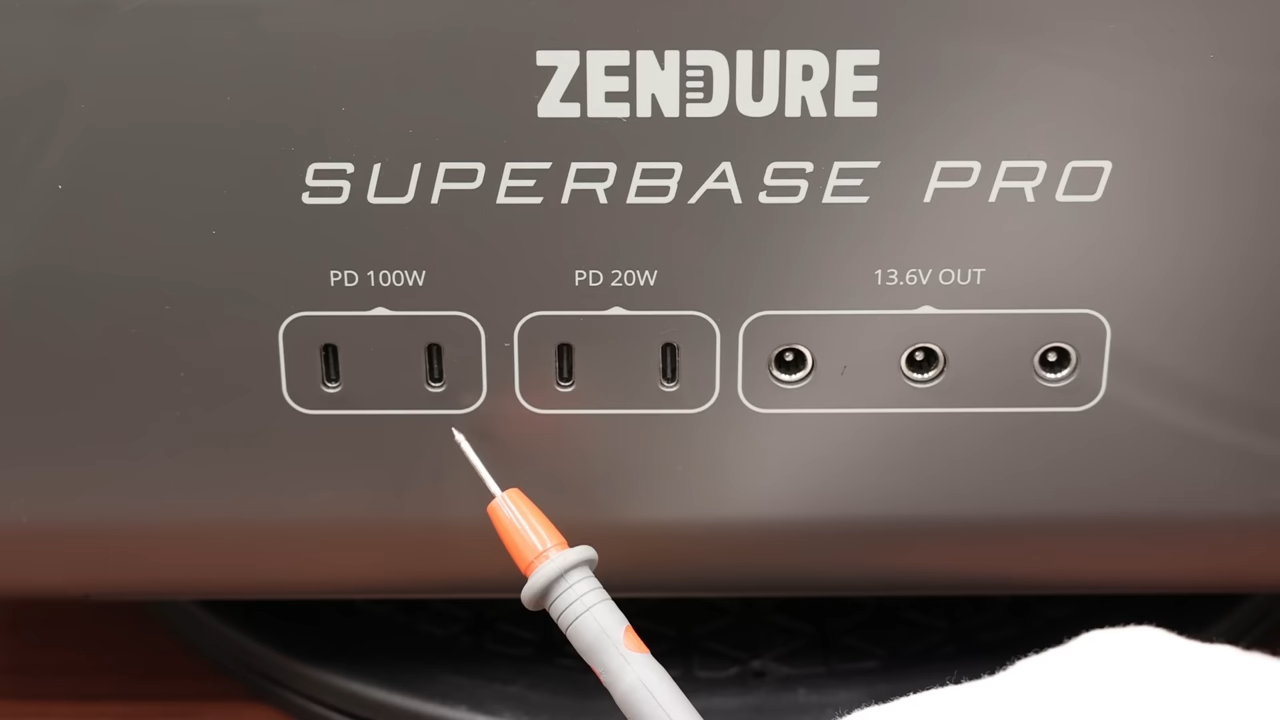 ZENDURE
SUPERBASE PRO
PD 100W
PD 20W
13.6V OUT